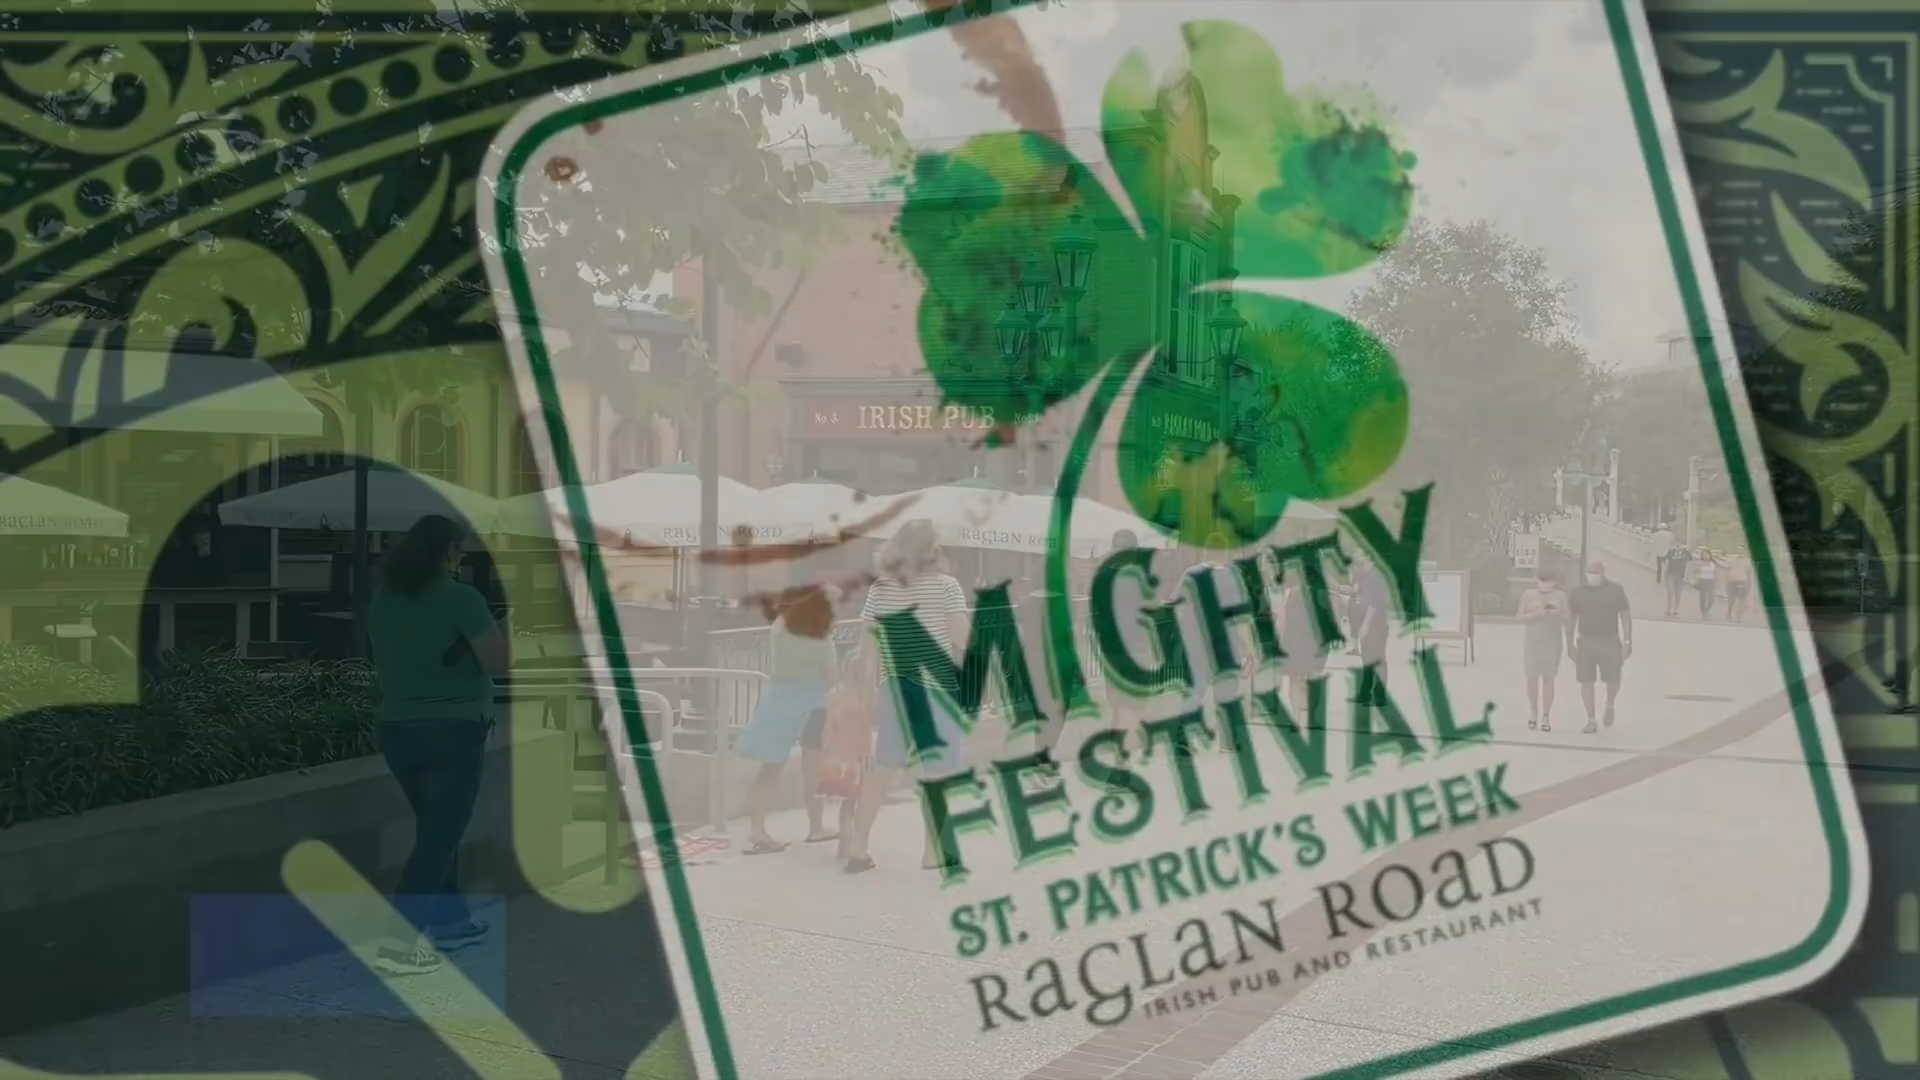 No 3 IRISH PUB
RAGLAN ROAD
RAGLAN ROAD
RAGLAN
MIGHTY
FESTIVAL
ST. PATRICK'S WEEK
RAGLAN ROAD
IRISH PUB AND RESTAURANT